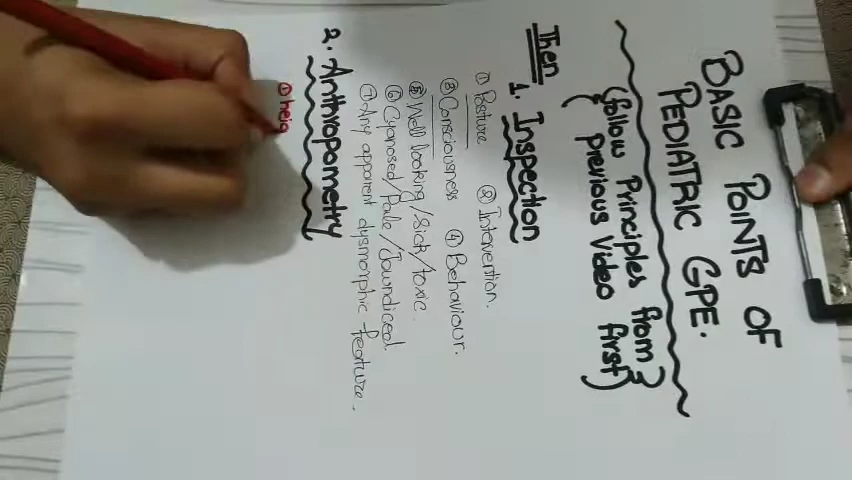 BASIC POINTS OF
PEDIATRIC GPE.
(follow Principles from
Previous Video first)
Then
1. Inspection
① Posture ② Intervention.
③ Consciousness ④ Behaviour.
⑤ Well looking/Sick/toxic.
⑥ Cyanosed/Pale/Jaundiced.
⑦ Any apparent dysmorphic feature.
2. Anthropometry
① heig